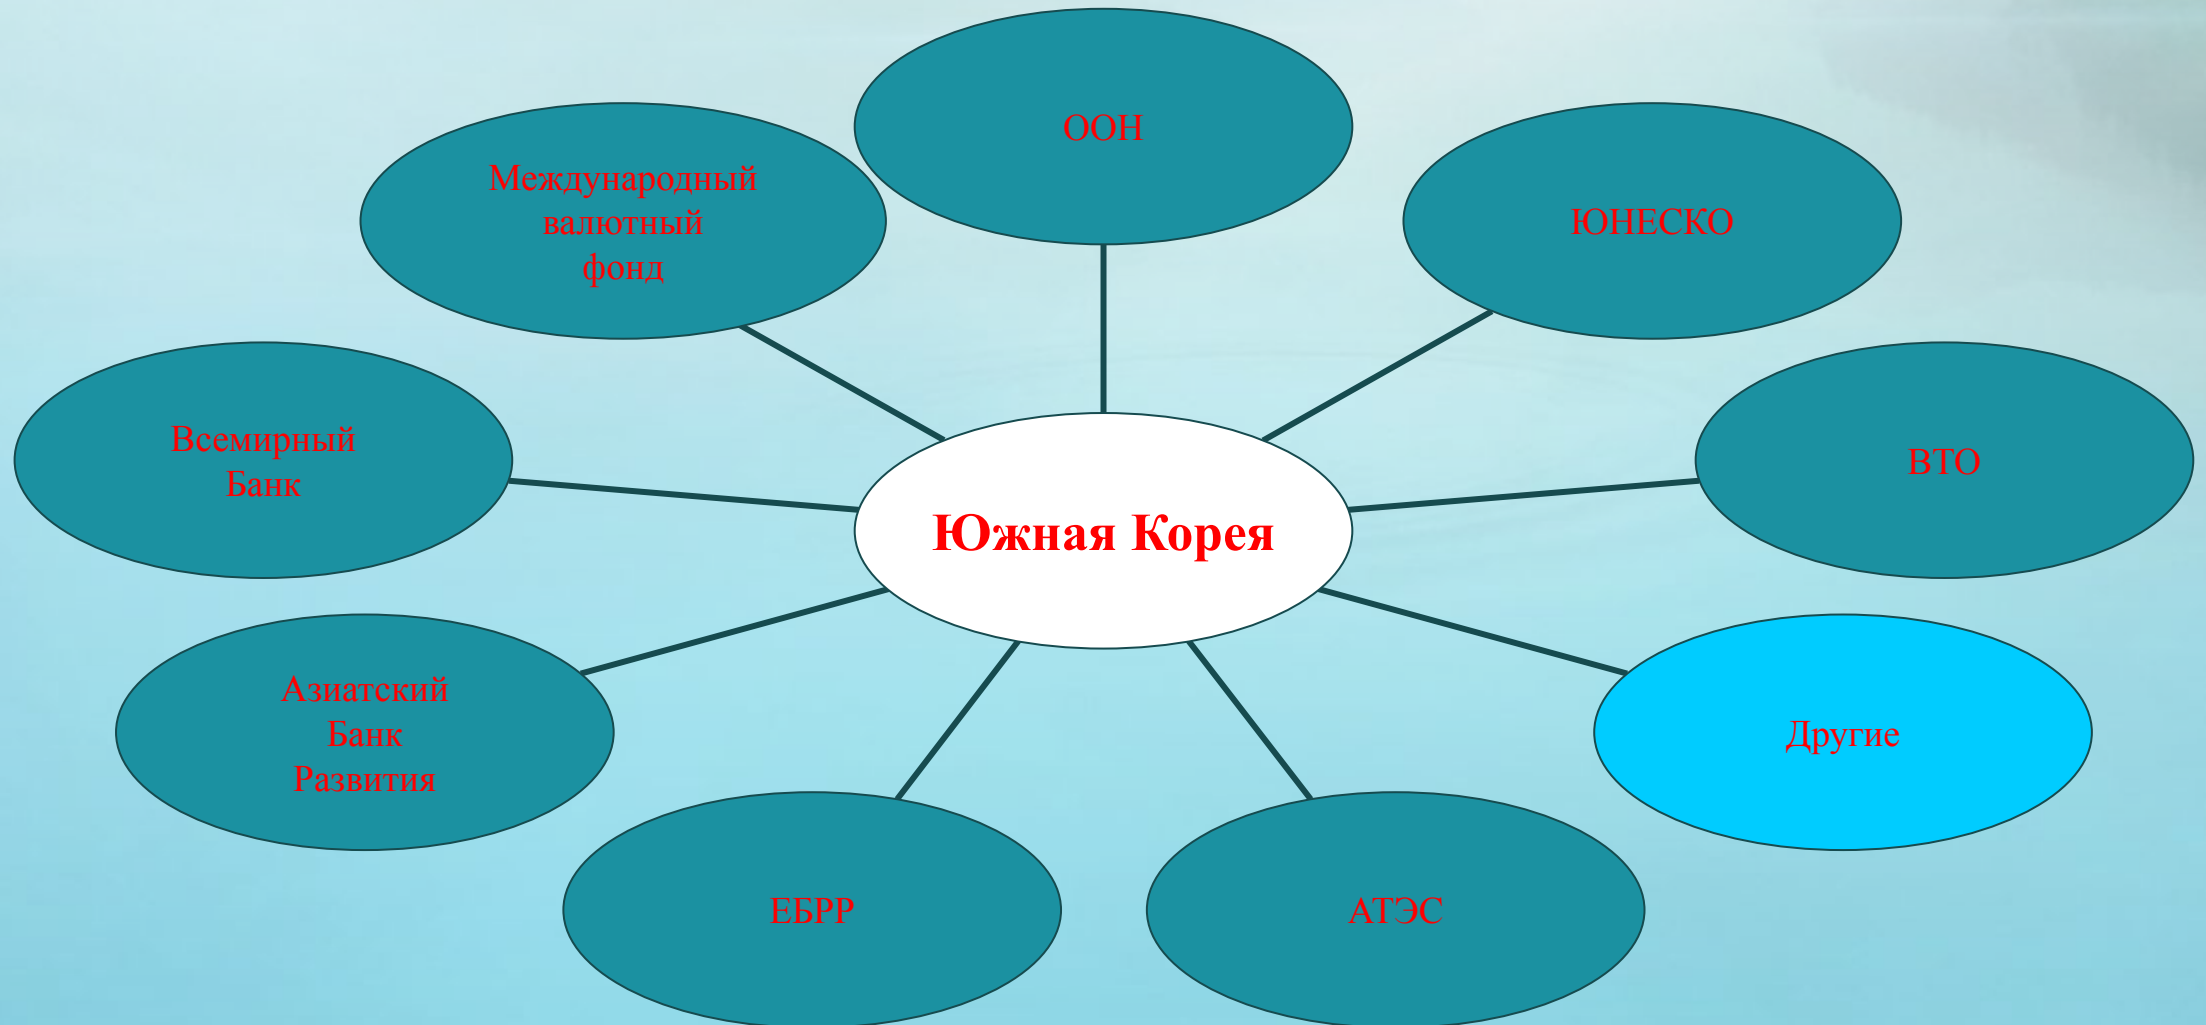 ООН
Международный
валютный
фонд
ЮНЕСКО
Всемирный
Банк
ВТО
Южная Корея
Азиатский
Банк
Развития
Другие
ЕБРР
АТЭС